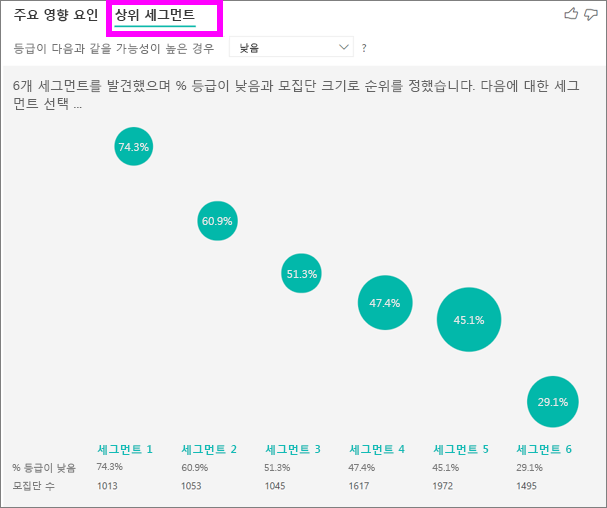 주요 영향 요인 상위 세그먼트
등급이 다음과 같을 가능성이 높은 경우 낮음 ?
6개 세그먼트를 발견했으며 % 등급이 낮음과 모집단 크기로 순위를 정했습니다. 다음에 대한 세그
먼트 선택 ...
74.3%
60.9%
51.3%
47.4%
45.1%
29.1%
세그먼트 1 세그먼트 2 세그먼트 3 세그먼트 4 세그먼트 5 세그먼트 6
% 등급이 낮음 74.3% 60.9% 51.3% 47.4% 45.1% 29.1%
모집단 수 1013 1053 1045 1617 1972 1495